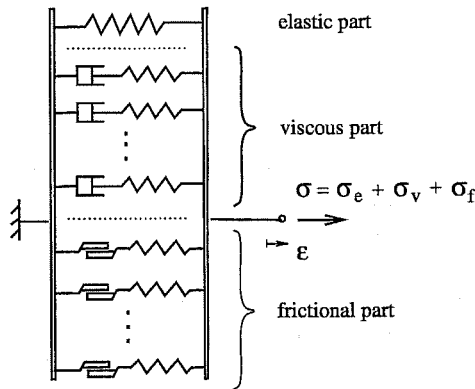 elastic part
viscous part
σ = σe + σv + σf
ε
frictional part